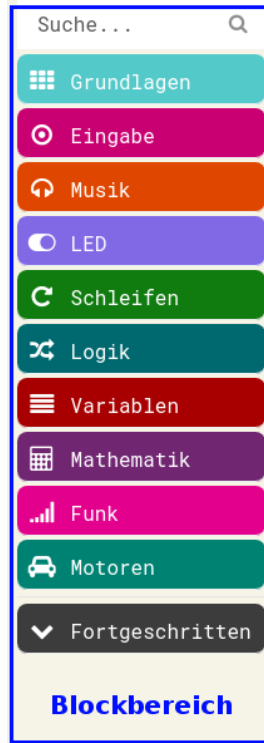 Suche...
Grundlagen
Eingabe
Musik
LED
Schleifen
Logik
Variablen
Mathematik
Funk
Motoren
Fortgeschritten
Blockbereich